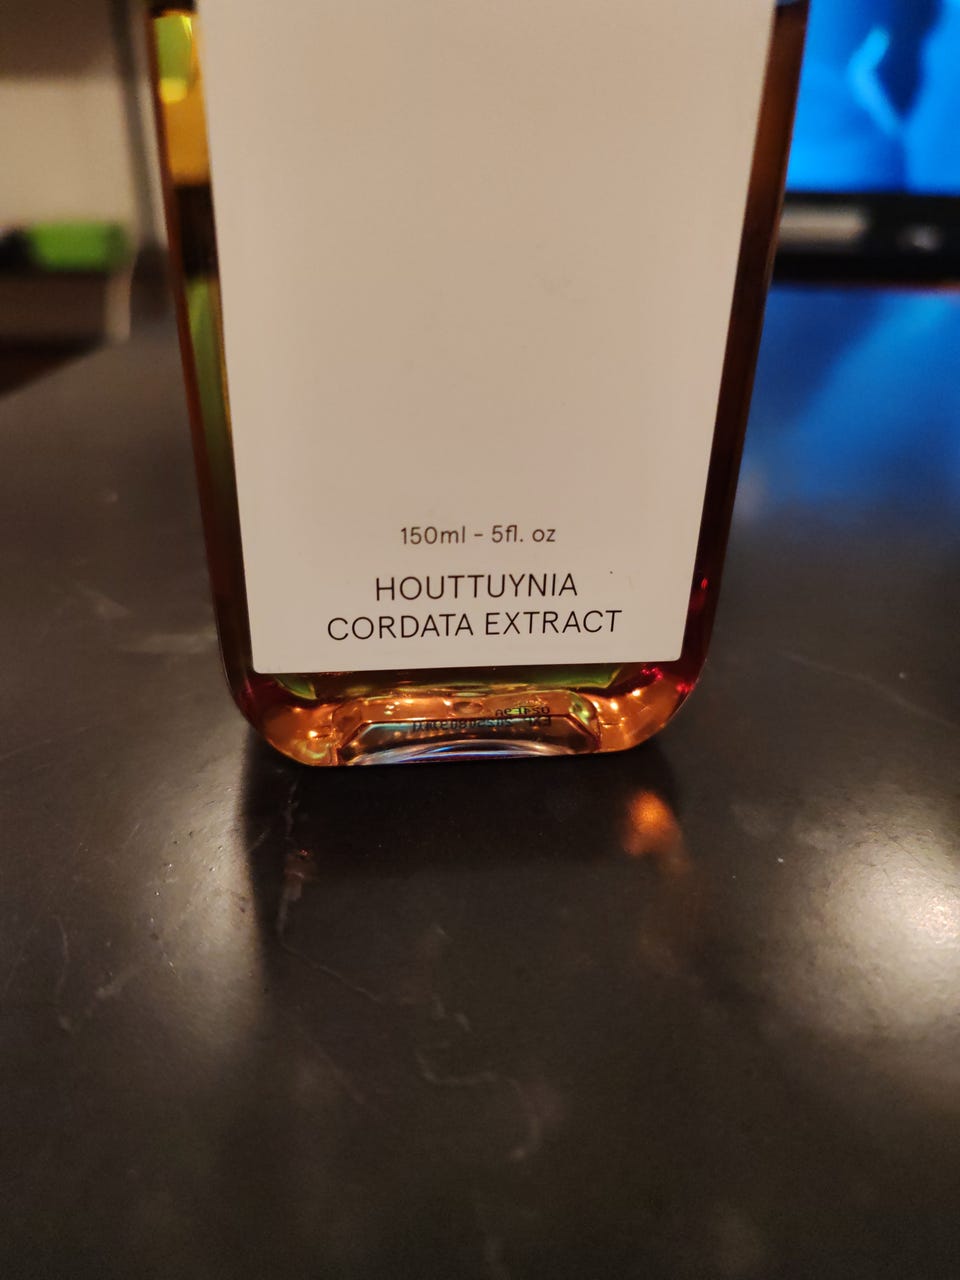 150ml - 5fl. oz
HOUTTUYNIA
CORDATA EXTRACT